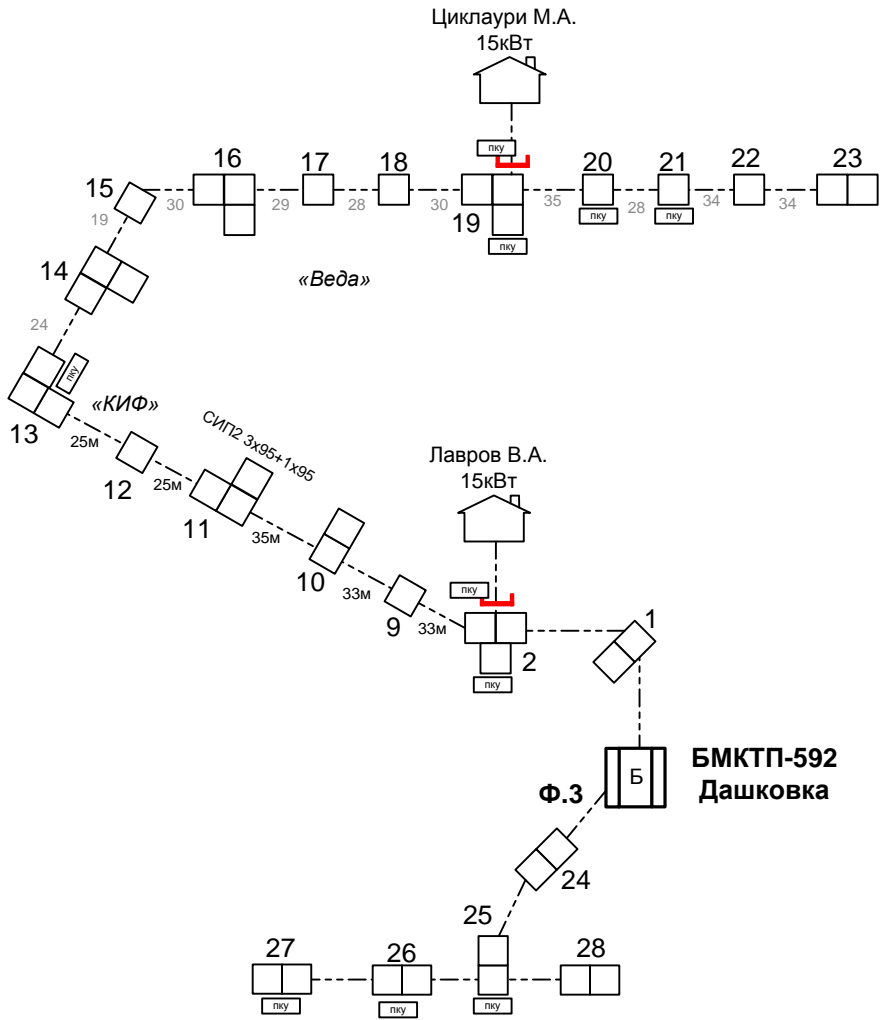 Циклаури М.А.
15кВт
пку
16
17
18
20
21
22
23
15
30
29
28
30
19
35
28
34
34
пку
пку
19
пку
14
«Веда»
24
пку
«КИФ»
13
25м
СИП2 3х95+1х95
12
25м
11
35м
Лавров В.А.
15кВт
10
33м
пку
9
33м
1
2
пку
Б
БМКТП-592
Дашковка
Ф.3
24
25
27
26
28
пку
пку
пку